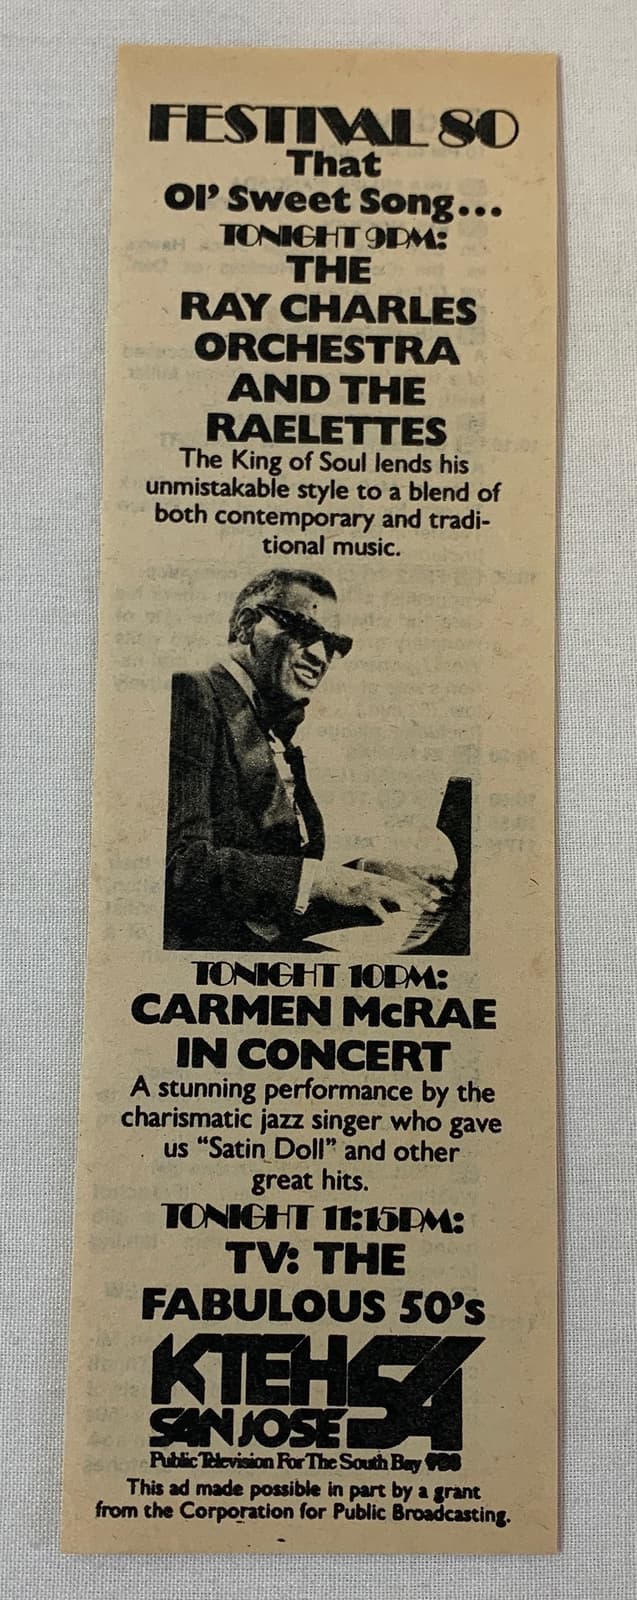 FESTIVAL 80
That
Ol' Sweet Song...
TONIGHT 9PM:
THE
RAY CHARLES
ORCHESTRA
AND THE
RAELETTES
The King of Soul lends his
unmistakable style to a blend of
both contemporary and tradi-
tional music.
TONIGHT 10PM:
CARMEN McRAE
IN CONCERT
A stunning performance by the
charismatic jazz singer who gave
us "Satin Doll" and other
great hits.
TONIGHT 11:15PM:
TV: THE
FABULOUS 50's
KTEH 54
SAN JOSE
Public Television For The South Bay PBS
This ad made possible in part by a grant
from the Corporation for Public Broadcasting.